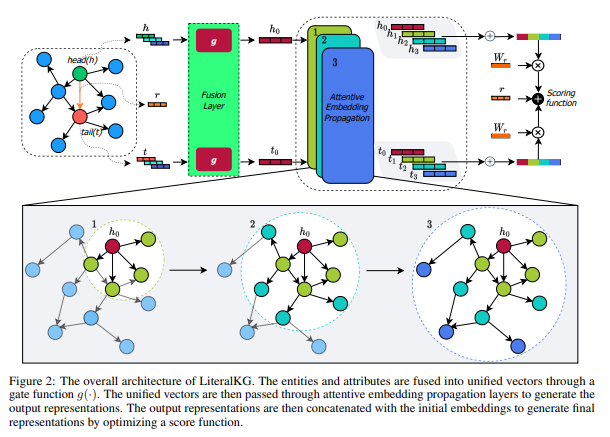 h
head(h)
r
tail(t)
t
g
Fusion
Layer
g
h0
t0
1
2
3
Attentive
Embedding
Propagation
h0
h1
h2
h3
t0
t1
t2
t3
Wr
r
Wr
Scoring
function
1
h0
2
h0
3
h0
Figure 2: The overall architecture of LiteralKG. The entities and attributes are fused into unified vectors through a
gate function g(·). The unified vectors are then passed through attentive embedding propagation layers to generate the
output representations. The output representations are then concatenated with the initial embeddings to generate final
representations by optimizing a score function.